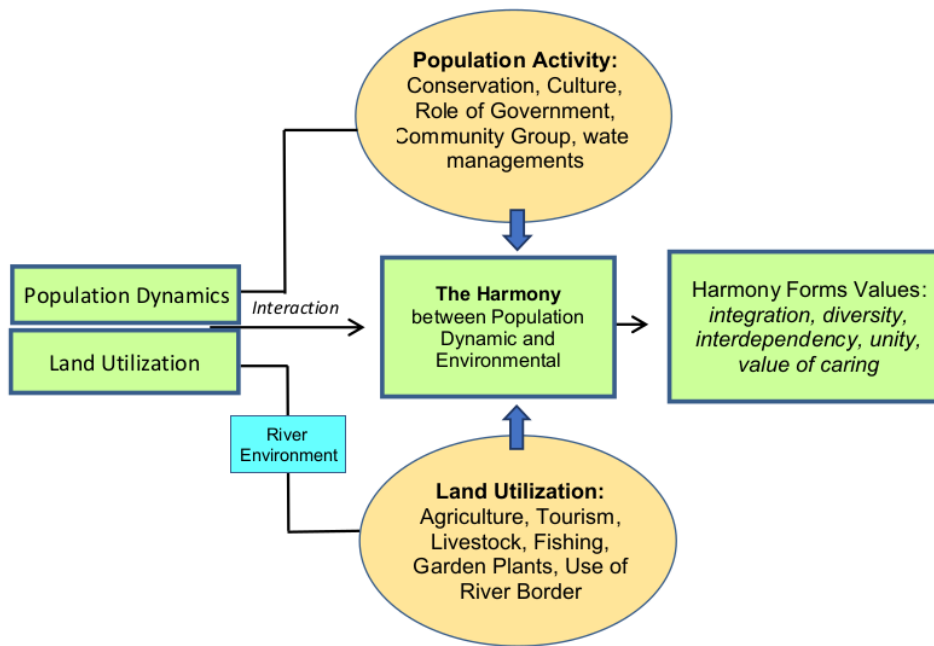 Population Activity:
Conservation, Culture,
Role of Government,
Community Group, wate
managements
Population Dynamics
Land Utilization
Interaction
The Harmony
between Population
Dynamic and
Environmental
Harmony Forms Values:
integration, diversity,
interdependency, unity,
value of caring
River
Environment
Land Utilization:
Agriculture, Tourism,
Livestock, Fishing,
Garden Plants, Use of
River Border